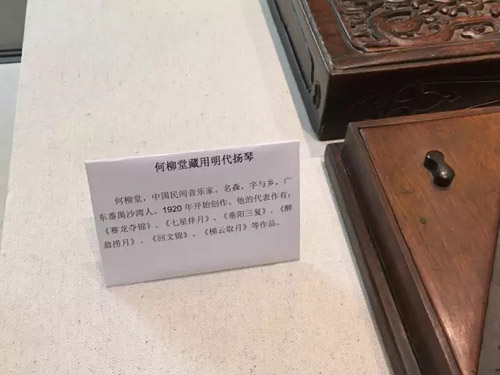 何柳堂藏用明代扬琴
何柳堂，中国民间音乐家。名森，字与乡，广
东番禺沙湾人。1920 年开始创作，他的代表作有：
《赛龙夺锦》、《七星伴月》、《垂阳三复》、《醉
翁捞月》、《回文锦》、《梯云取月》等作品。